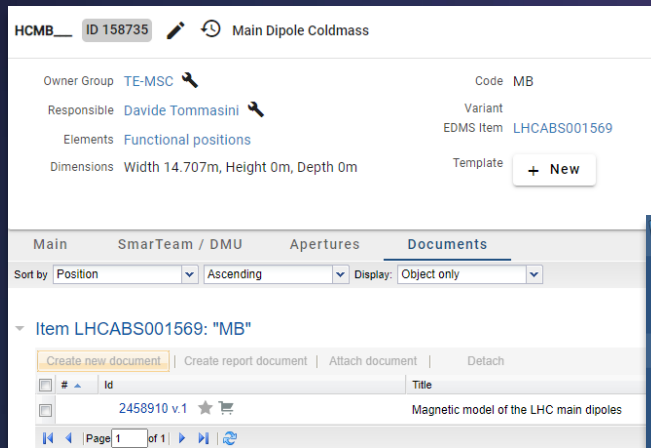 HCMB__ ID 158735 Main Dipole Coldmass
Owner Group TE-MSC Code MB
Responsible Davide Tommasini Variant
EDMS Item LHCABS001569
Elements Functional positions
Dimensions Width 14.707m, Height 0m, Depth 0m Template + New
Main SmarTeam / DMU Apertures Documents
Sort by Position Ascending Display: Object only
Item LHCABS001569: "MB"
Create new document | Create report document | Attach document | Detach
# Id Title
2458910 v.1 Magnetic model of the LHC main dipoles
Page 1 of 1